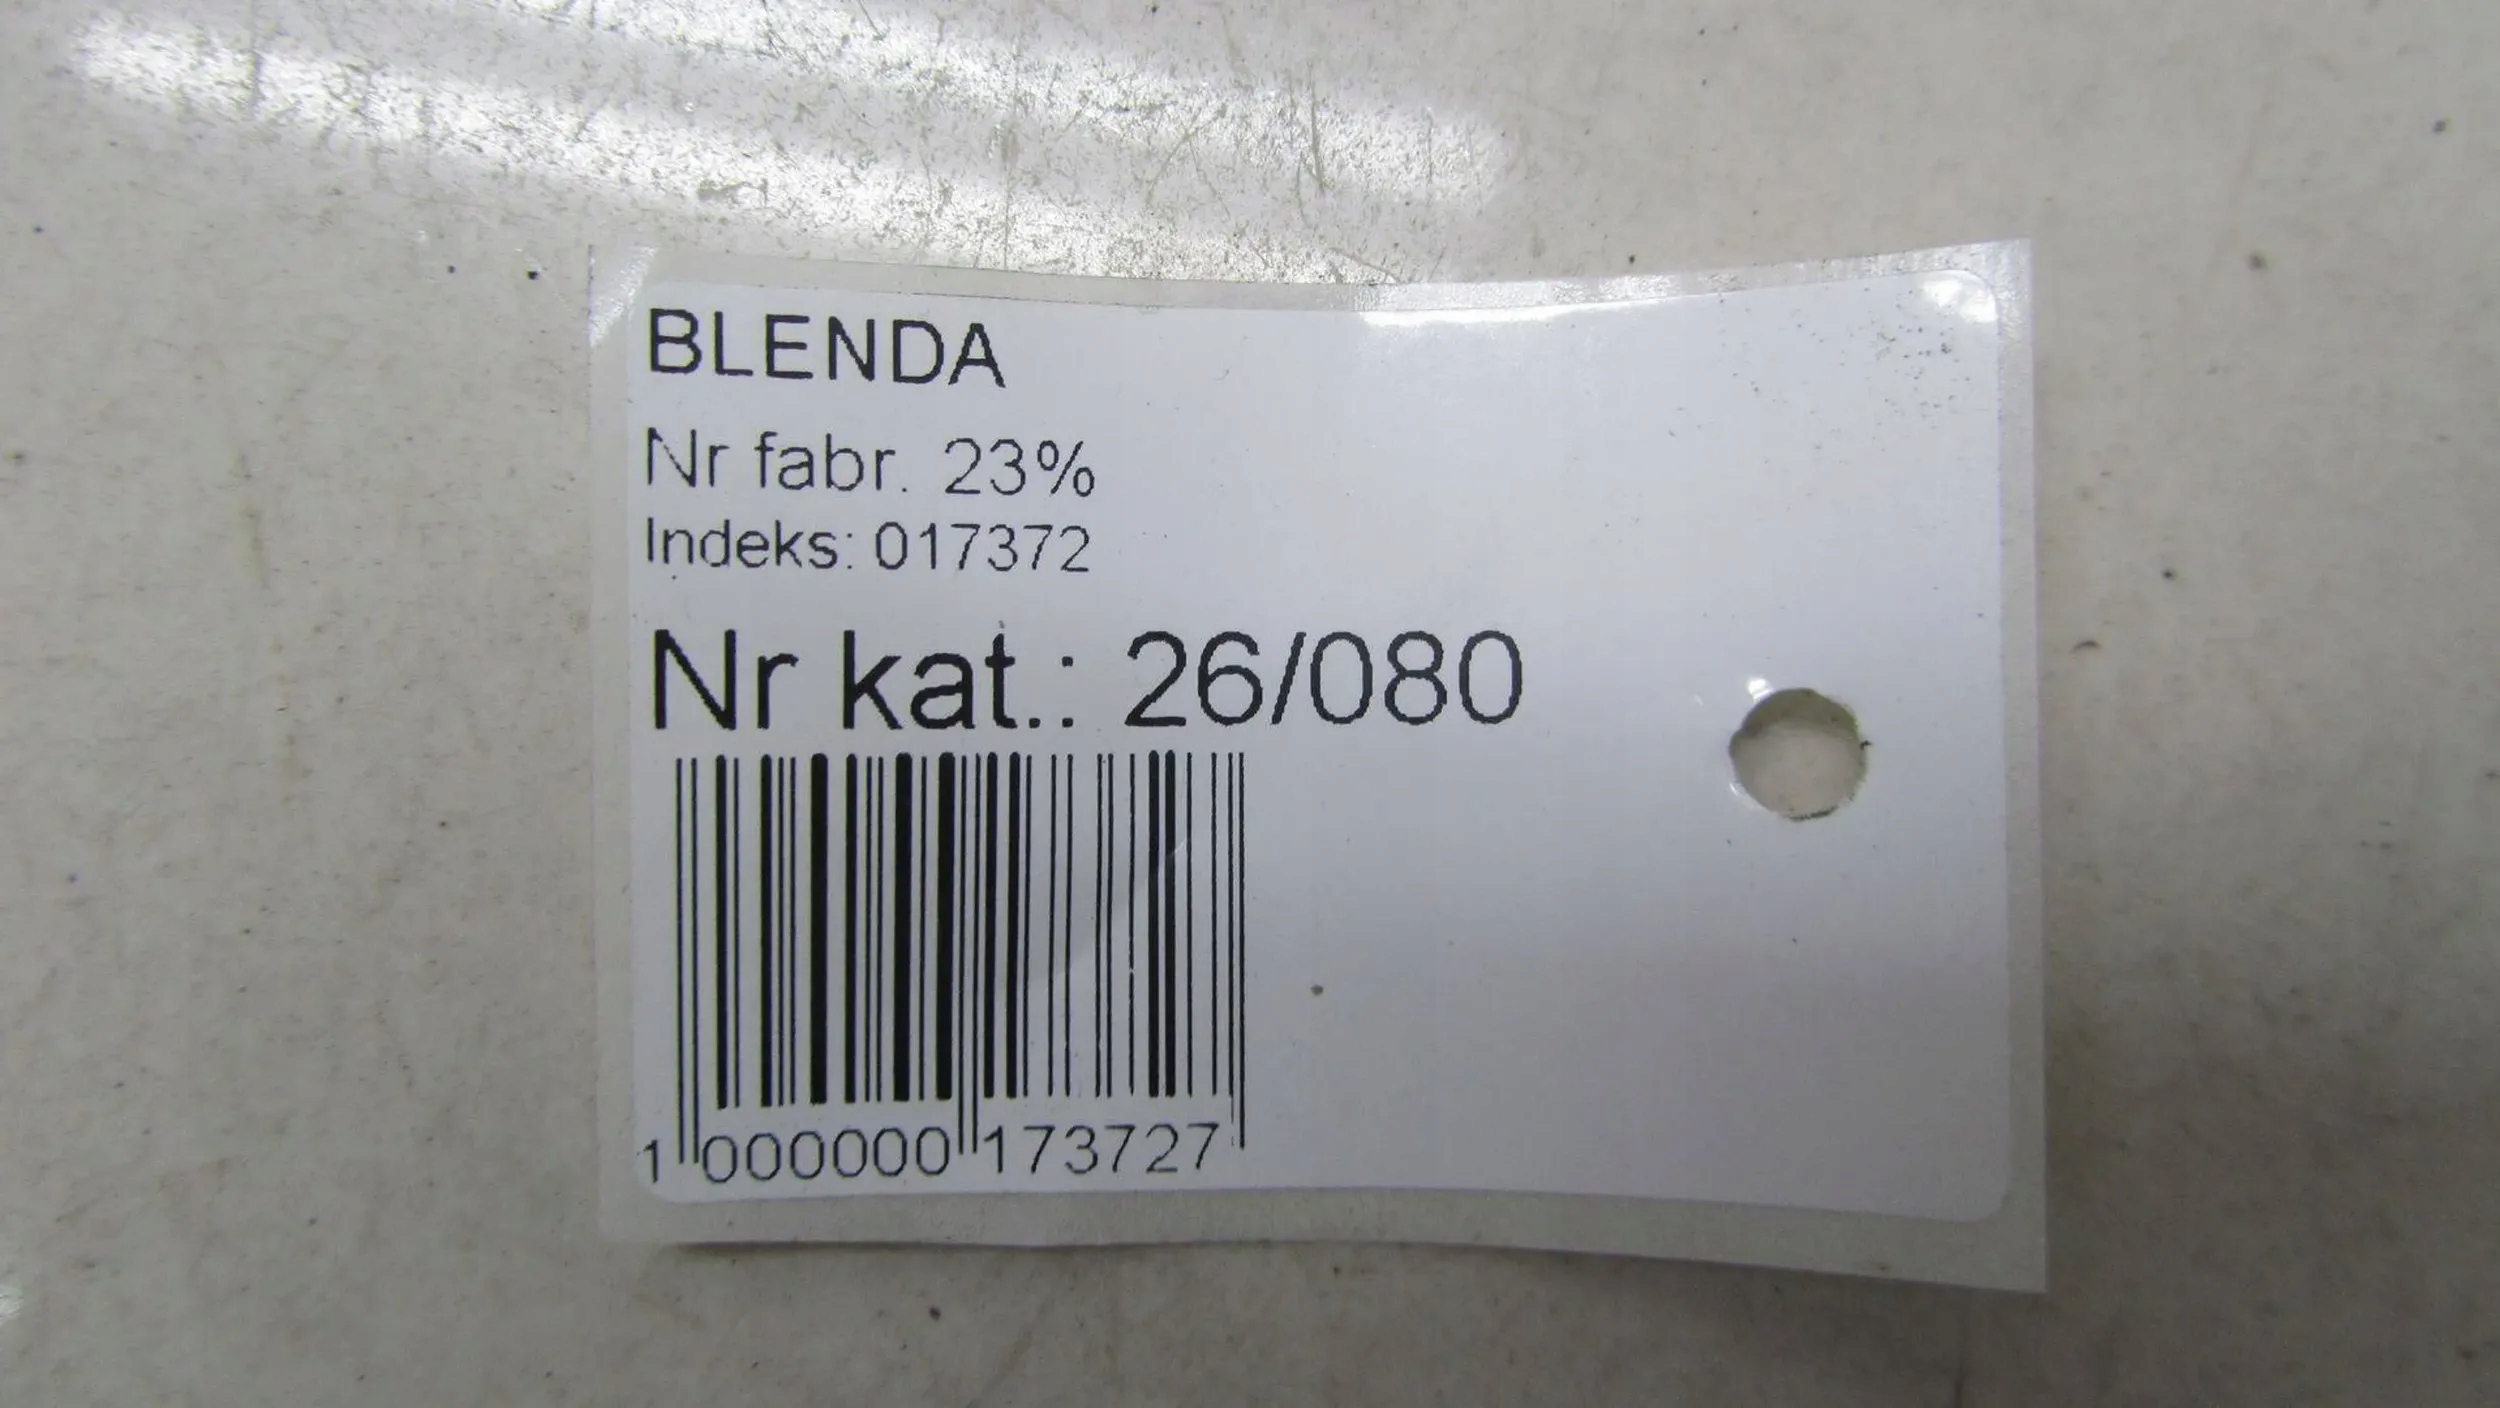 BLENDA
Nr fabr. 23%
Indeks: 017372
Nr kat.: 26/080
1 000000 173727